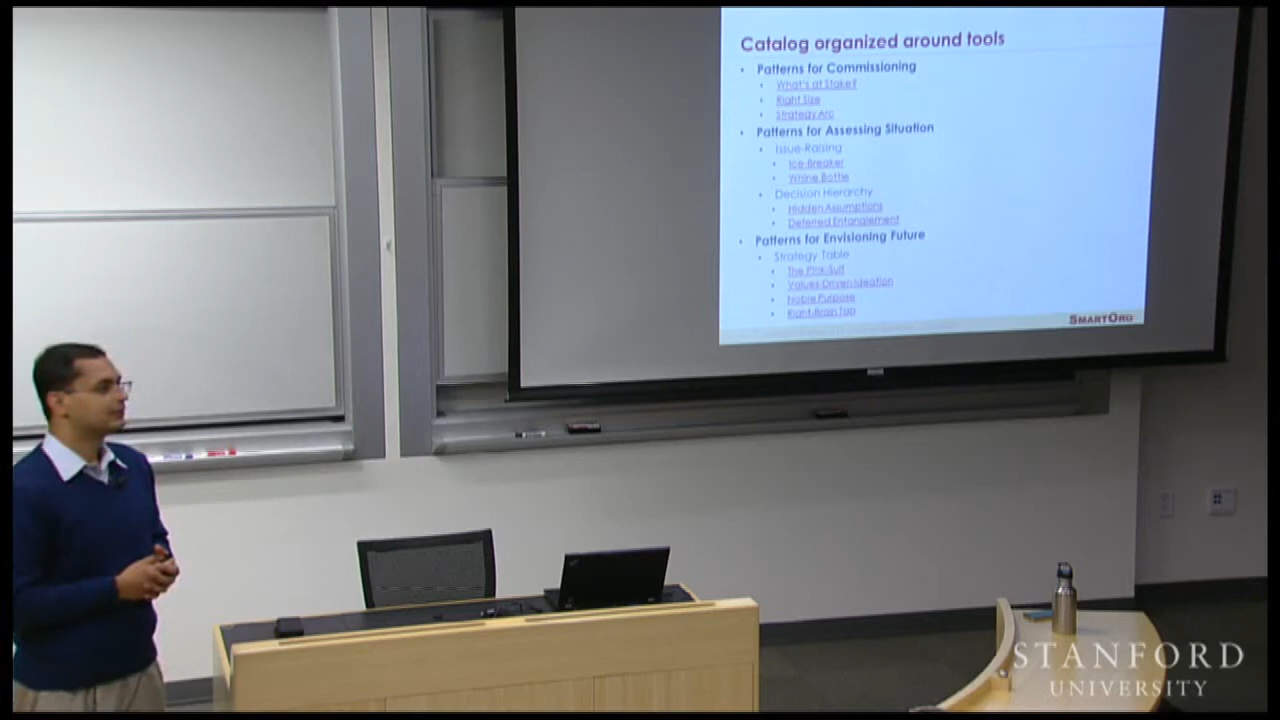 Catalog organized around tools
• Patterns for Commissioning
• What's at Stake?
• Right Size
• Strategy Arc
• Patterns for Assessing Situation
• Issue-Raising
• Ice-Breaker
• Whine Bottle
• Decision Hierarchy
• Hidden Assumptions
• Deferred Entanglement
• Patterns for Envisioning Future
• Strategy Table
• The Pink-Suit
• Values-Driven Ideation
• Noble Purpose
• Right-Brain Tap
SMARTORG
STANFORD
UNIVERSITY